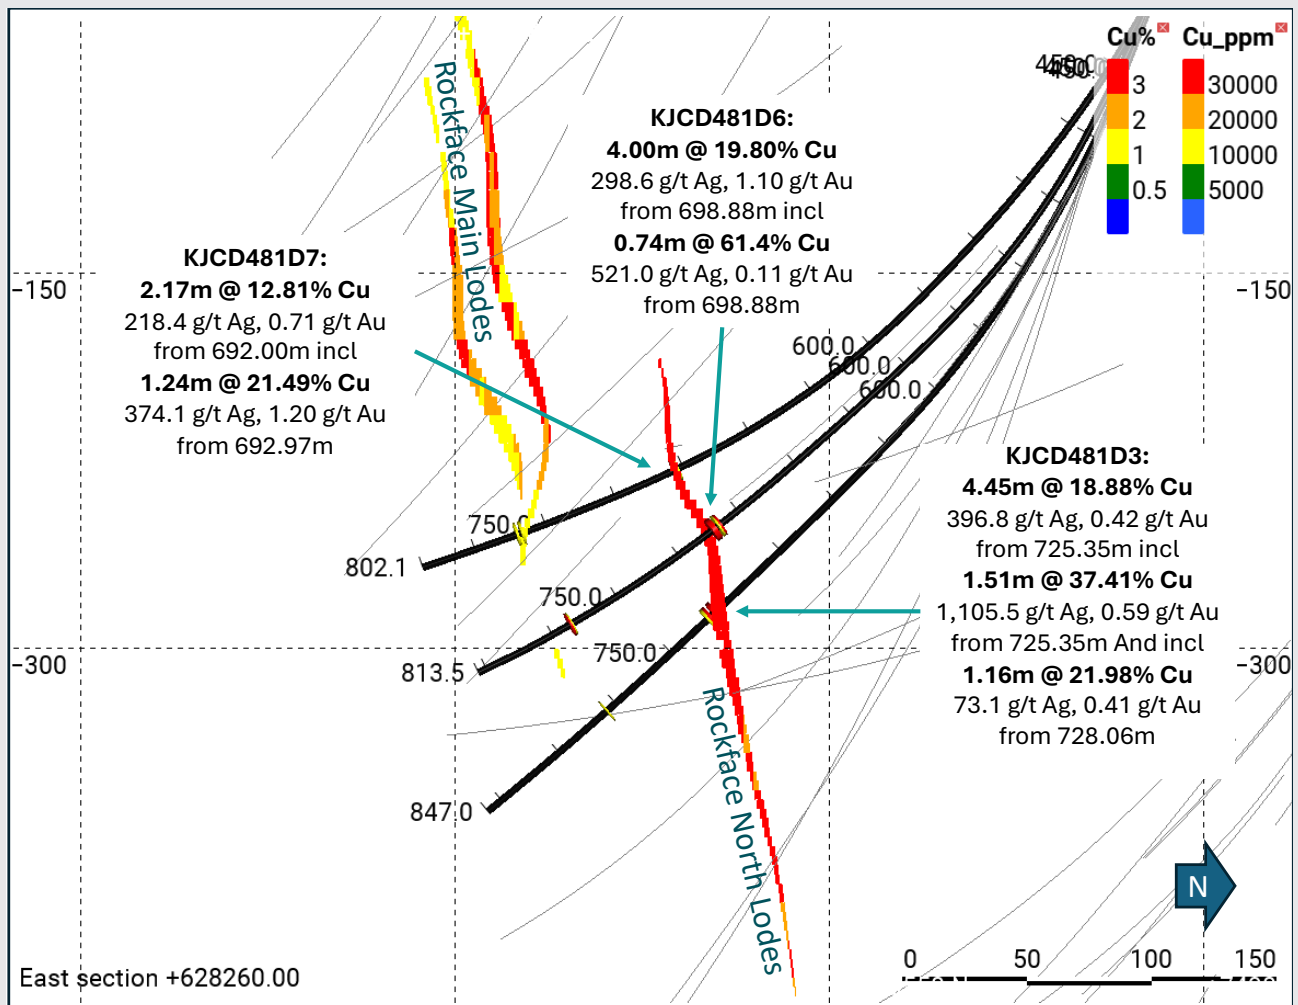 Cu%
Cu_ppm
3
2
1
0.5
30000
20000
10000
5000
450.0
Rockface Main Lodes
KJCD481D6:
4.00m @ 19.80% Cu
298.6 g/t Ag, 1.10 g/t Au
from 698.88m incl
0.74m @ 61.4% Cu
521.0 g/t Ag, 0.11 g/t Au
from 698.88m
KJCD481D7:
2.17m @ 12.81% Cu
218.4 g/t Ag, 0.71 g/t Au
from 692.00m incl
1.24m @ 21.49% Cu
374.1 g/t Ag, 1.20 g/t Au
from 692.97m
-150
-150
600.0
600.0
600.0
KJCD481D3:
4.45m @ 18.88% Cu
396.8 g/t Ag, 0.42 g/t Au
from 725.35m incl
1.51m @ 37.41% Cu
1,105.5 g/t Ag, 0.59 g/t Au
from 725.35m And incl
1.16m @ 21.98% Cu
73.1 g/t Ag, 0.41 g/t Au
from 728.06m
750.0
802.1
750.0
813.5
750.0
847.0
-300
-300
Rockface North Lodes
N
0 50 100 150
East section +628260.00